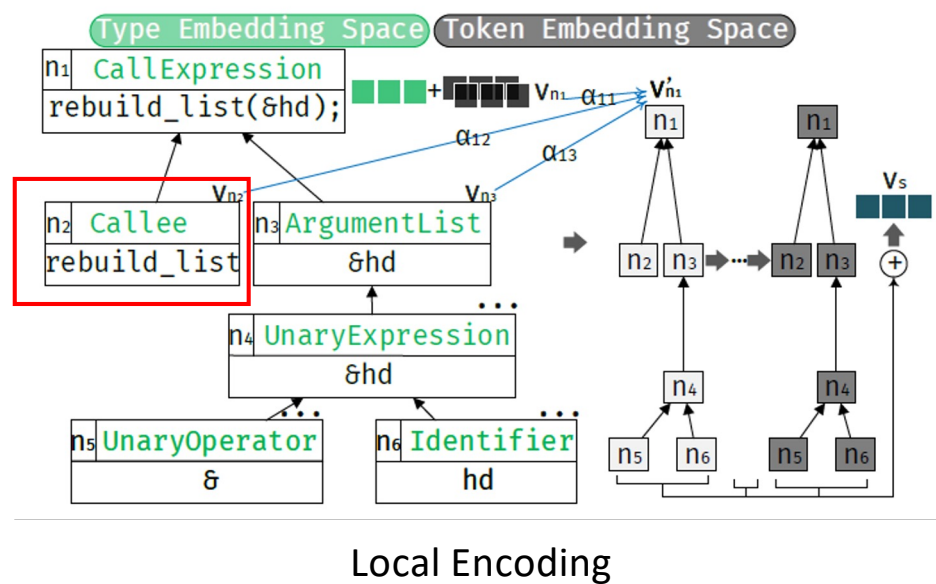 Type Embedding Space Token Embedding Space
n₁ CallExpression
rebuild_list(&hd);
+ Vₙ₁ α₁₁ V'ₙ₁
α₁₂ α₁₃
Vₙ₂ Vₙ₃
n₂ Callee
rebuild_list
n₃ ArgumentList
&hd
...
n₄ UnaryExpression
&hd
...
n₅ UnaryOperator
&
...
n₆ Identifier
hd
n₁
n₂ n₃
n₄
n₅ n₆
...
n₁
n₂ n₃
n₄
n₅ n₆
Vₛ
+
Local Encoding